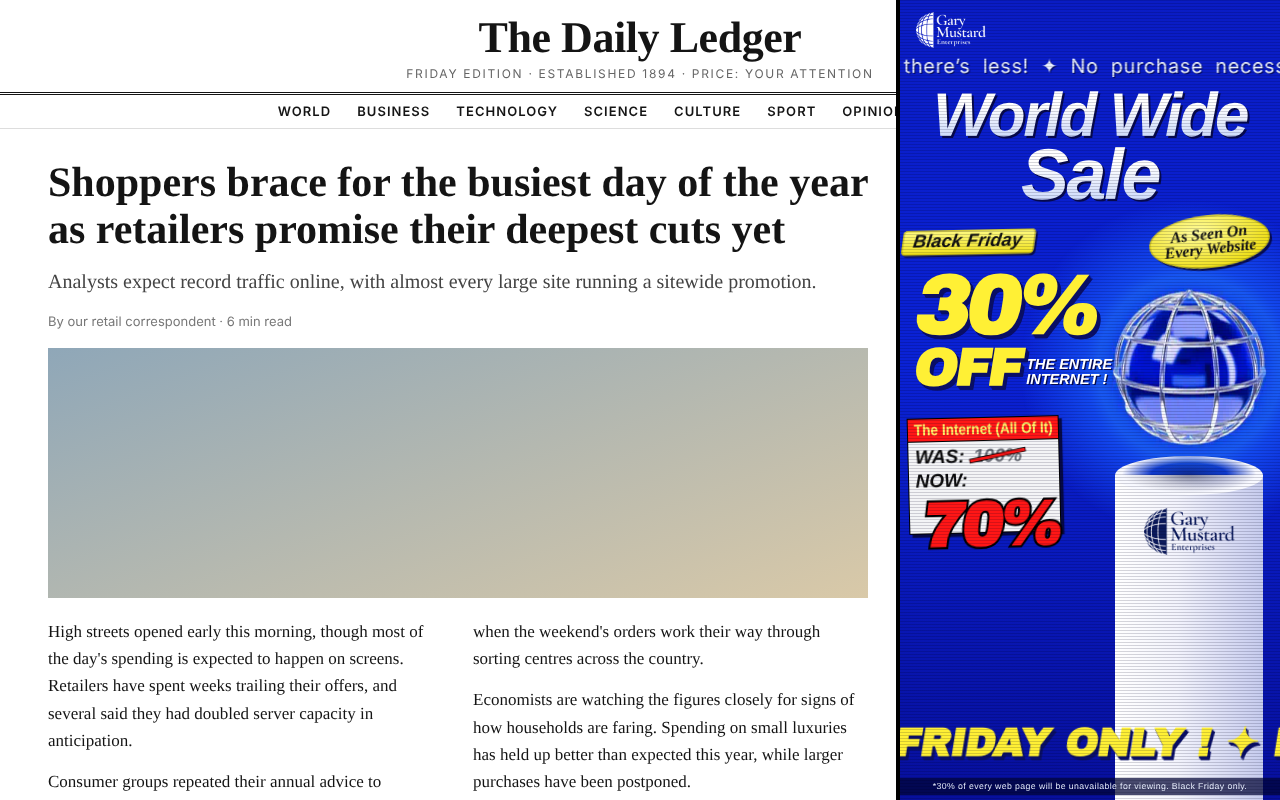 The Daily Ledger
FRIDAY EDITION · ESTABLISHED 1894 · PRICE: YOUR ATTENTION
WORLD BUSINESS TECHNOLOGY SCIENCE CULTURE SPORT
Shoppers brace for the busiest day of the year
as retailers promise their deepest cuts yet
Analysts expect record traffic online, with almost every large site running a sitewide promotion.
By our retail correspondent · 6 min read
High streets opened early this morning, though most of
the day's spending is expected to happen on screens.
Retailers have spent weeks trailing their offers, and
several said they had doubled server capacity in
anticipation.
Consumer groups repeated their annual advice to
when the weekend's orders work their way through
sorting centres across the country.
Economists are watching the figures closely for signs of
how households are faring. Spending on small luxuries
has held up better than expected this year, while larger
purchases have been postponed.
Gary
Mustard
Enterprises
there's less! ✦ No purchase
World Wide
Sale
Black Friday
As Seen On
Every Website
30%
OFF
THE ENTIRE
INTERNET !
The Internet (All Of It)
WAS: 100%
NOW:
70%
Gary
Mustard
Enterprises
FRIDAY ONLY ! ✦
*30% of every web page will be unavailable for viewing. Black Friday only.